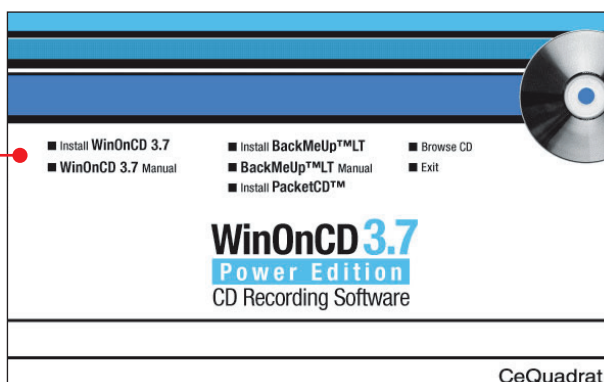 Install WinOnCD 3.7
WinOnCD 3.7 Manual
Install BackMeUp™LT
BackMeUp™LT Manual
Install PacketCD™
Browse CD
Exit
WinOnCD 3.7
Power Edition
CD Recording Software
CeQuadrat